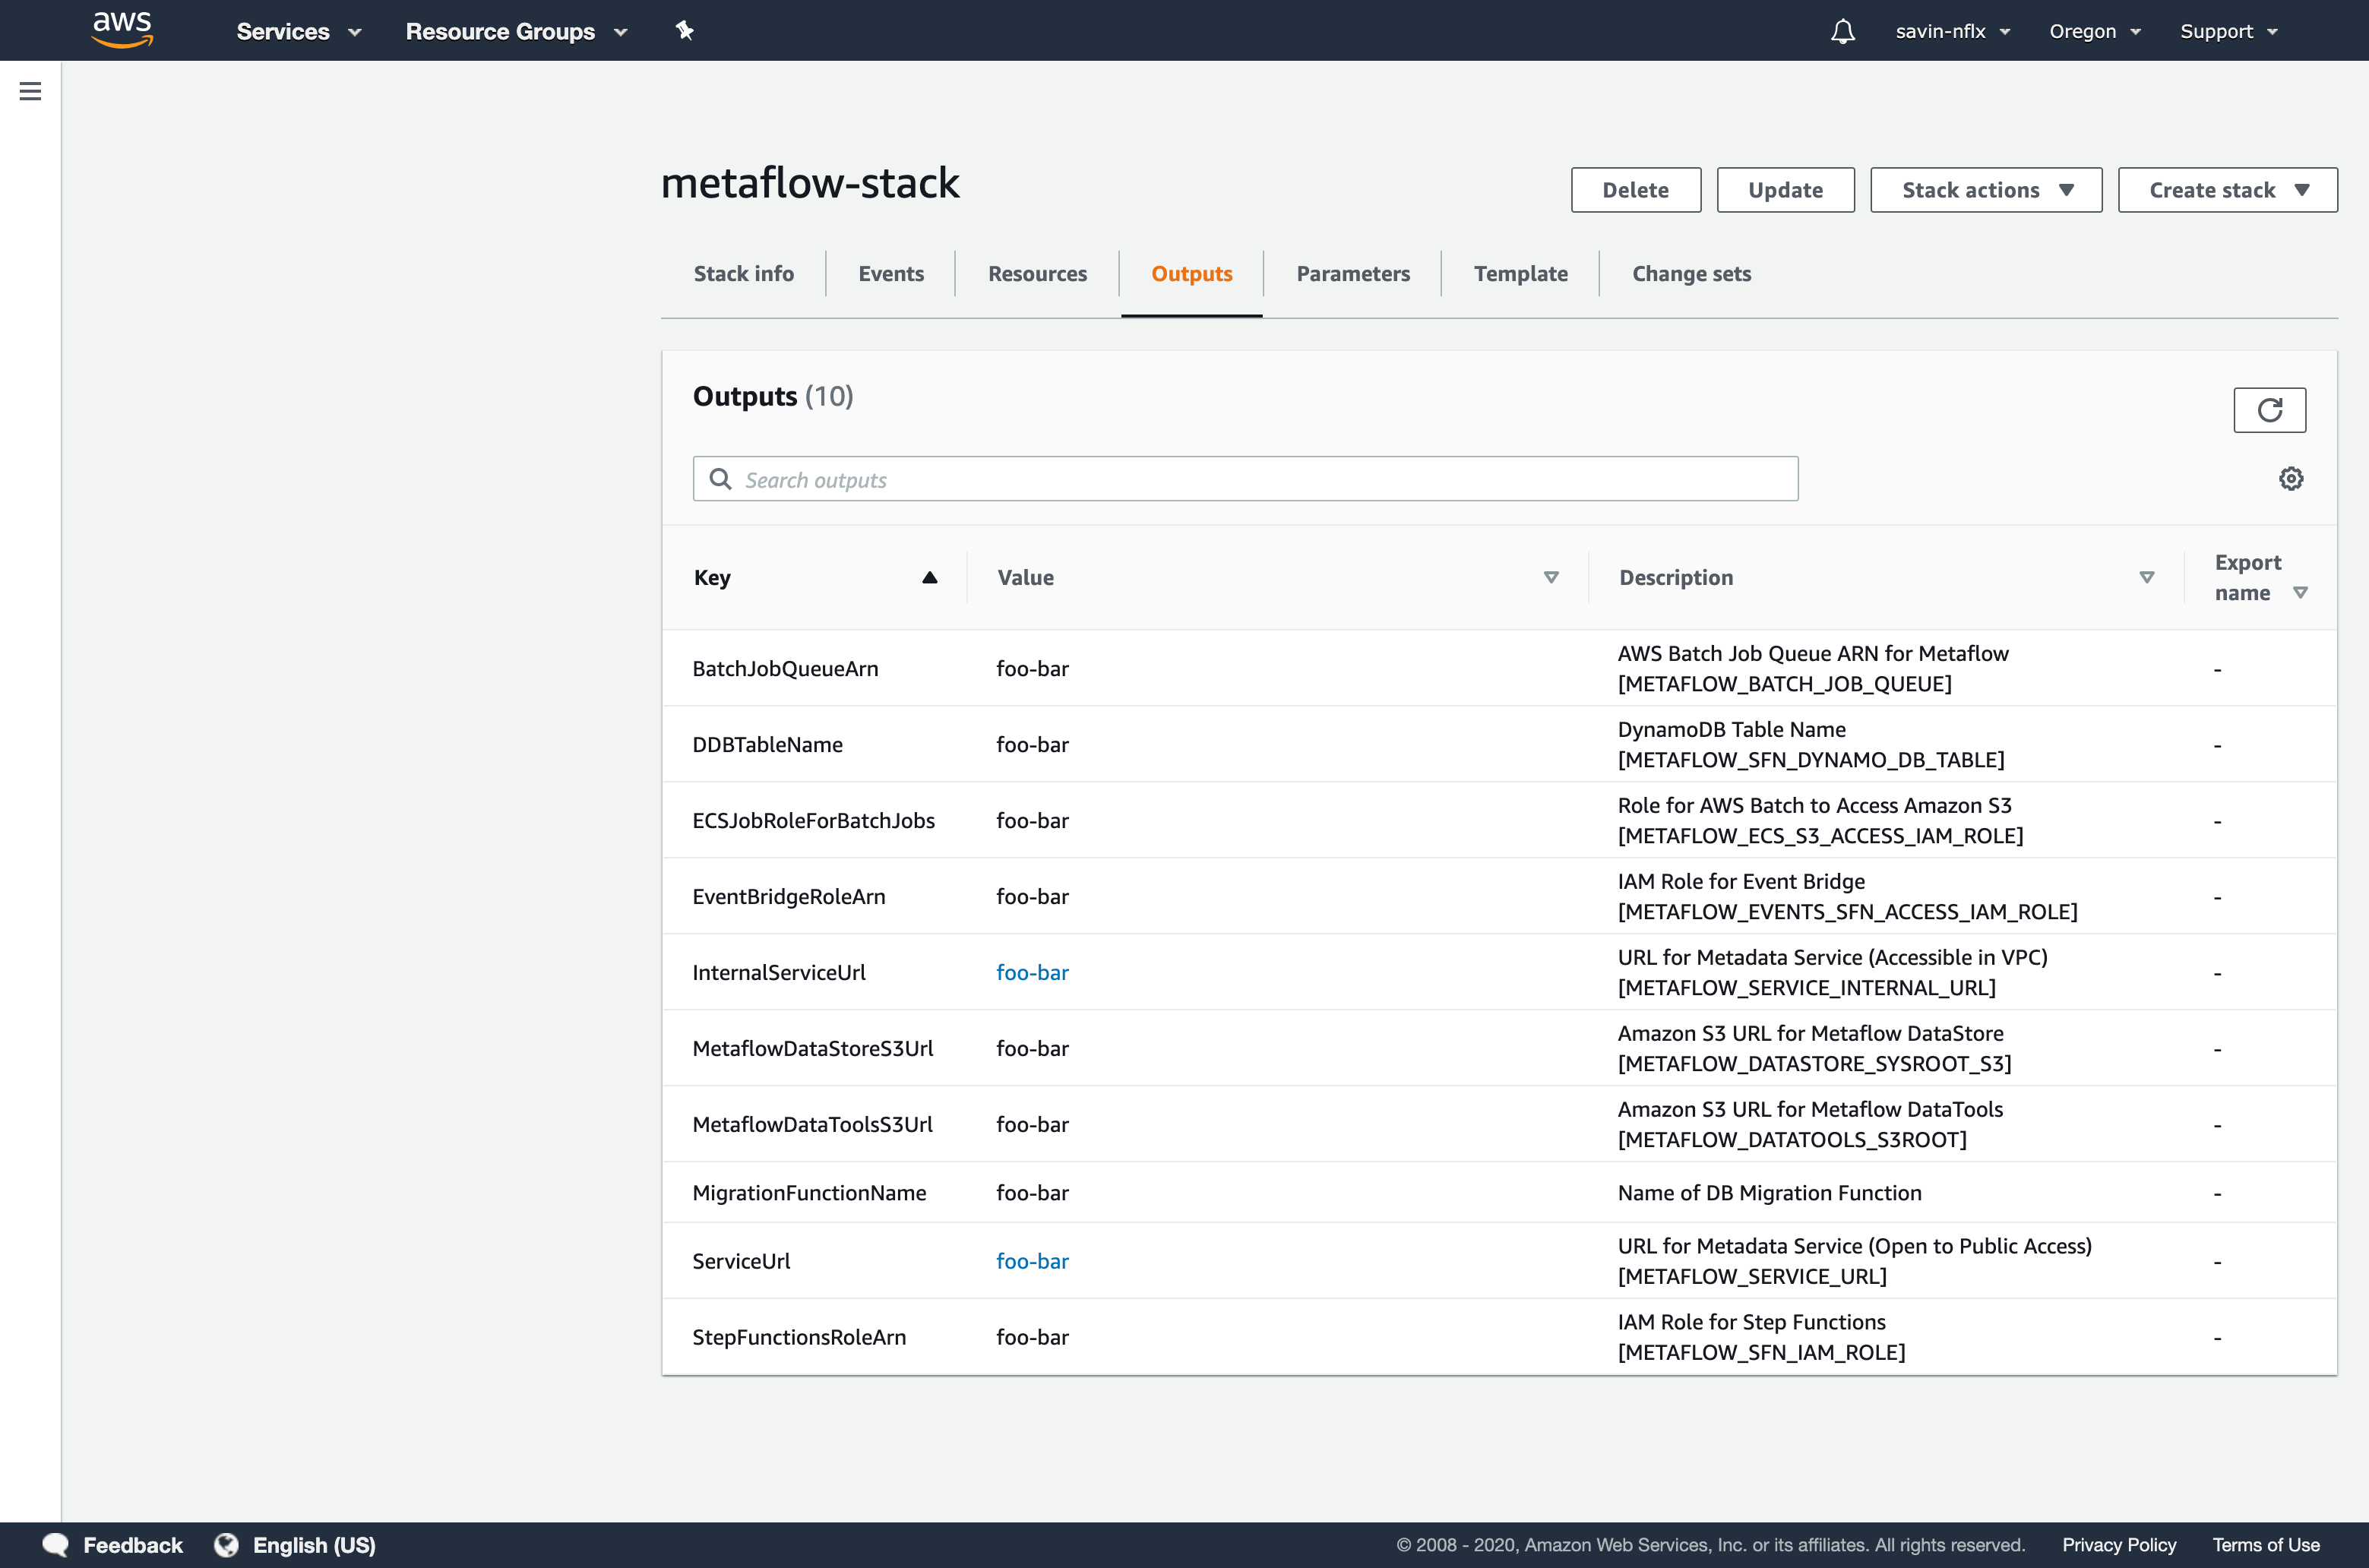 aws Services Resource Groups savin-nflx Oregon Support
metaflow-stack
Delete Update Stack actions Create stack
Stack info Events Resources Outputs Parameters Template Change sets
Outputs (10)
Search outputs
Key Value Description Export name
BatchJobQueueArn foo-bar AWS Batch Job Queue ARN for Metaflow
[METAFLOW_BATCH_JOB_QUEUE] -
DDBTableName foo-bar DynamoDB Table Name
[METAFLOW_SFN_DYNAMO_DB_TABLE] -
ECSJobRoleForBatchJobs foo-bar Role for AWS Batch to Access Amazon S3
[METAFLOW_ECS_S3_ACCESS_IAM_ROLE] -
EventBridgeRoleArn foo-bar IAM Role for Event Bridge
[METAFLOW_EVENTS_SFN_ACCESS_IAM_ROLE] -
InternalServiceUrl foo-bar URL for Metadata Service (Accessible in VPC)
[METAFLOW_SERVICE_INTERNAL_URL] -
MetaflowDataStoreS3Url foo-bar Amazon S3 URL for Metaflow DataStore
[METAFLOW_DATASTORE_SYSROOT_S3] -
MetaflowDataToolsS3Url foo-bar Amazon S3 URL for Metaflow DataTools
[METAFLOW_DATATOOLS_S3ROOT] -
MigrationFunctionName foo-bar Name of DB Migration Function -
ServiceUrl foo-bar URL for Metadata Service (Open to Public Access)
[METAFLOW_SERVICE_URL] -
StepFunctionsRoleArn foo-bar IAM Role for Step Functions
[METAFLOW_SFN_IAM_ROLE] -
Feedback English (US) © 2008 - 2020, Amazon Web Services, Inc. or its affiliates. All rights reserved. Privacy Policy Terms of Use